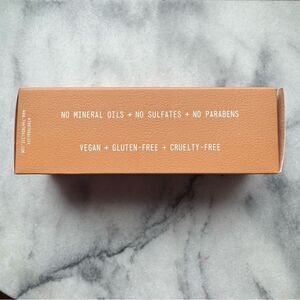 NO MINERAL OILS + NO SULFATES + NO PARABENS
VEGAN + GLUTEN-FREE + CRUELTY-FREE